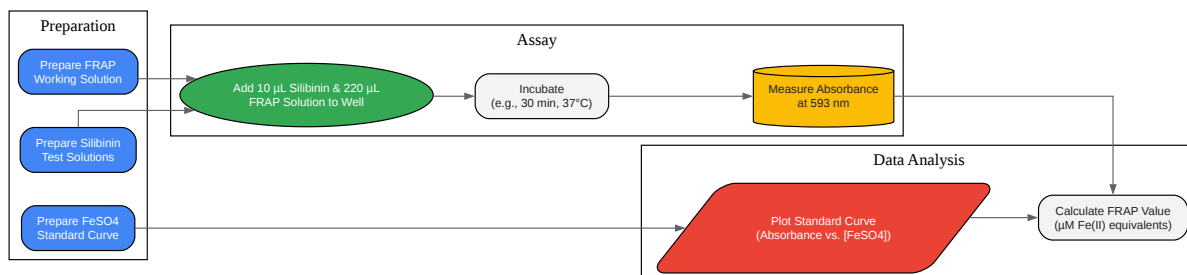 Preparation
Prepare FRAP
Working Solution
Prepare Silibinin
Test Solutions
Prepare FeSO4
Standard Curve
Assay
Add 10 µL Silibinin & 220 µL
FRAP Solution to Well
Incubate
(e.g., 30 min, 37°C)
Measure Absorbance
at 593 nm
Data Analysis
Plot Standard Curve
(Absorbance vs. [FeSO4])
Calculate FRAP Value
(µM Fe(II) equivalents)